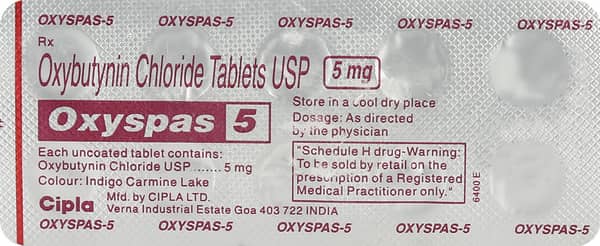 OXYSPAS-5 OXYSPAS-5 OXYSPAS-5 OXYSPAS-5 OXYSPAS-5
Rx
Oxybutynin Chloride Tablets USP 5 mg
Oxyspas 5
Each uncoated tablet contains:
Oxybutynin Chloride USP ....... 5 mg
Colour: Indigo Carmine Lake
Cipla
Mfd. by CIPLA LTD.
Verna Industrial Estate Goa 403 722 INDIA
Store in a cool dry place
Dosage: As directed
by the physician
"Schedule H drug-Warning:
To be sold by retail on the
prescription of a Registered
Medical Practitioner only."
6400 E
OXYSPAS-5 OXYSPAS-5 OXYSPAS-5 OXYSPAS-5 OXYSPAS-5